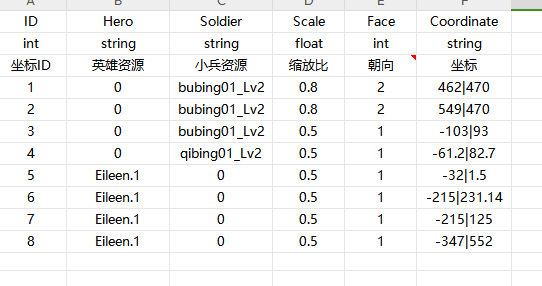 A B C D E F
ID Hero Soldier Scale Face Coordinate
int string string float int string
坐标ID 英雄资源 小兵资源 缩放比 朝向 坐标
1 0 bubing01_Lv2 0.8 2 462|470
2 0 bubing01_Lv2 0.8 2 549|470
3 0 bubing01_Lv2 0.5 1 -103|93
4 0 qibing01_Lv2 0.5 1 -61.2|82.7
5 Eileen.1 0 0.5 1 -32|1.5
6 Eileen.1 0 0.5 1 -215|231.14
7 Eileen.1 0 0.5 1 -215|125
8 Eileen.1 0 0.5 1 -347|552